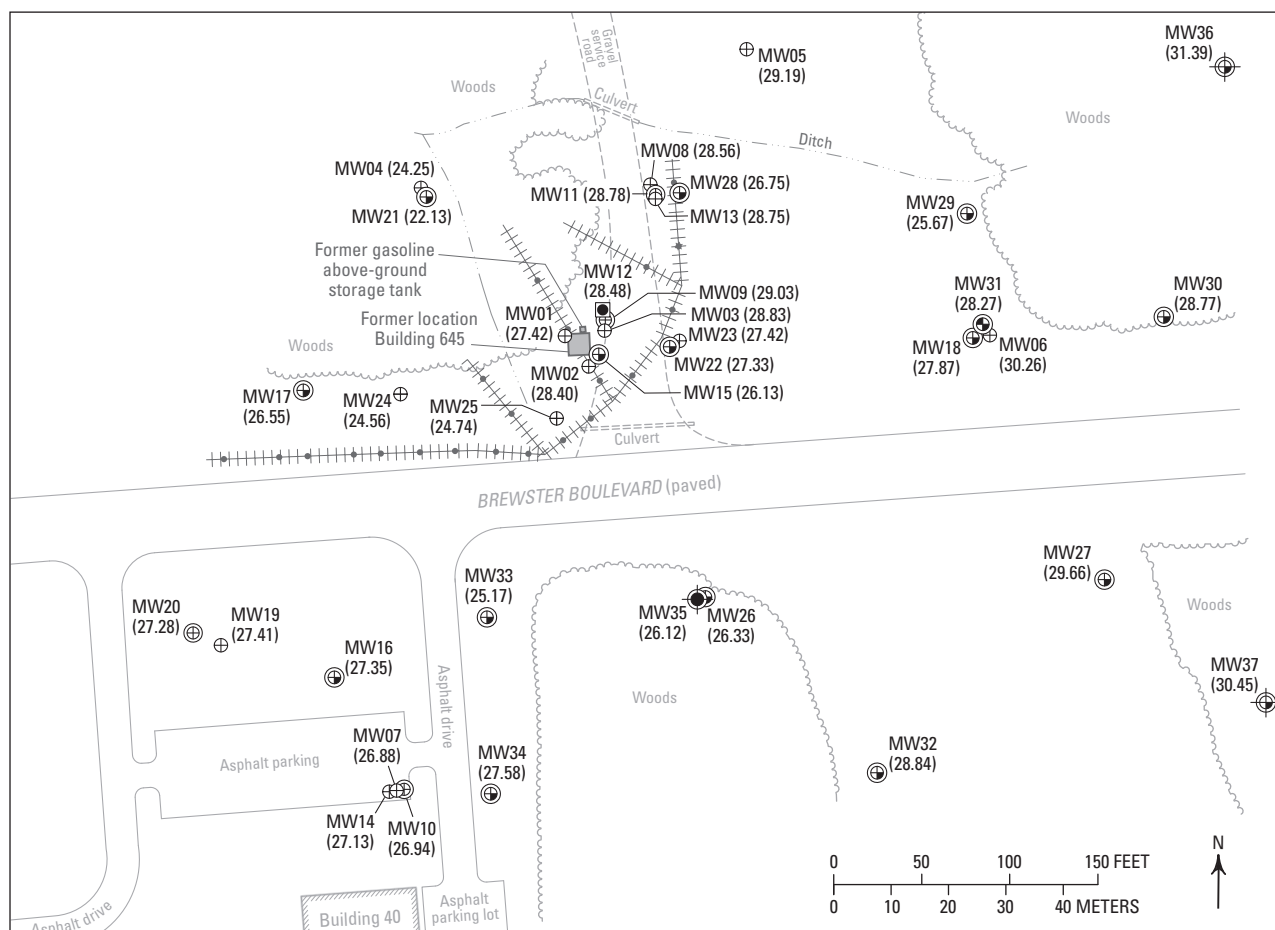 MW36
(31.39)
MW05
(29.19)
Gravel
service
road
Woods
Culvert
Woods
Ditch
MW08 (28.56)
MW04 (24.25)
MW28 (26.75)
MW11 (28.78)
MW21 (22.13)
MW13 (28.75)
MW29
(25.67)
Former gasoline
above-ground
storage tank
MW12
(28.48)
MW09 (29.03)
MW31
(28.27)
MW30
(28.77)
MW01
(27.42)
MW03 (28.83)
Former location
Building 645
MW23 (27.42)
MW18
(27.87)
MW06
(30.26)
Woods
MW22 (27.33)
MW02
(28.40)
MW15 (26.13)
MW17
(26.55)
MW24
(24.56)
MW25
(24.74)
Culvert
BREWSTER BOULEVARD (paved)
MW27
(29.66)
MW33
(25.17)
MW20
(27.28)
MW19
(27.41)
MW35
(26.12)
MW26
(26.33)
Woods
MW16
(27.35)
MW37
(30.45)
Asphalt drive
Woods
MW07
(26.88)
MW34
(27.58)
MW32
(28.84)
Asphalt parking
MW14
(27.13)
MW10
(26.94)
N
0 50 100 150 FEET
0 10 20 30 40 METERS
Asphalt drive
Building 40
Asphalt
parking lot